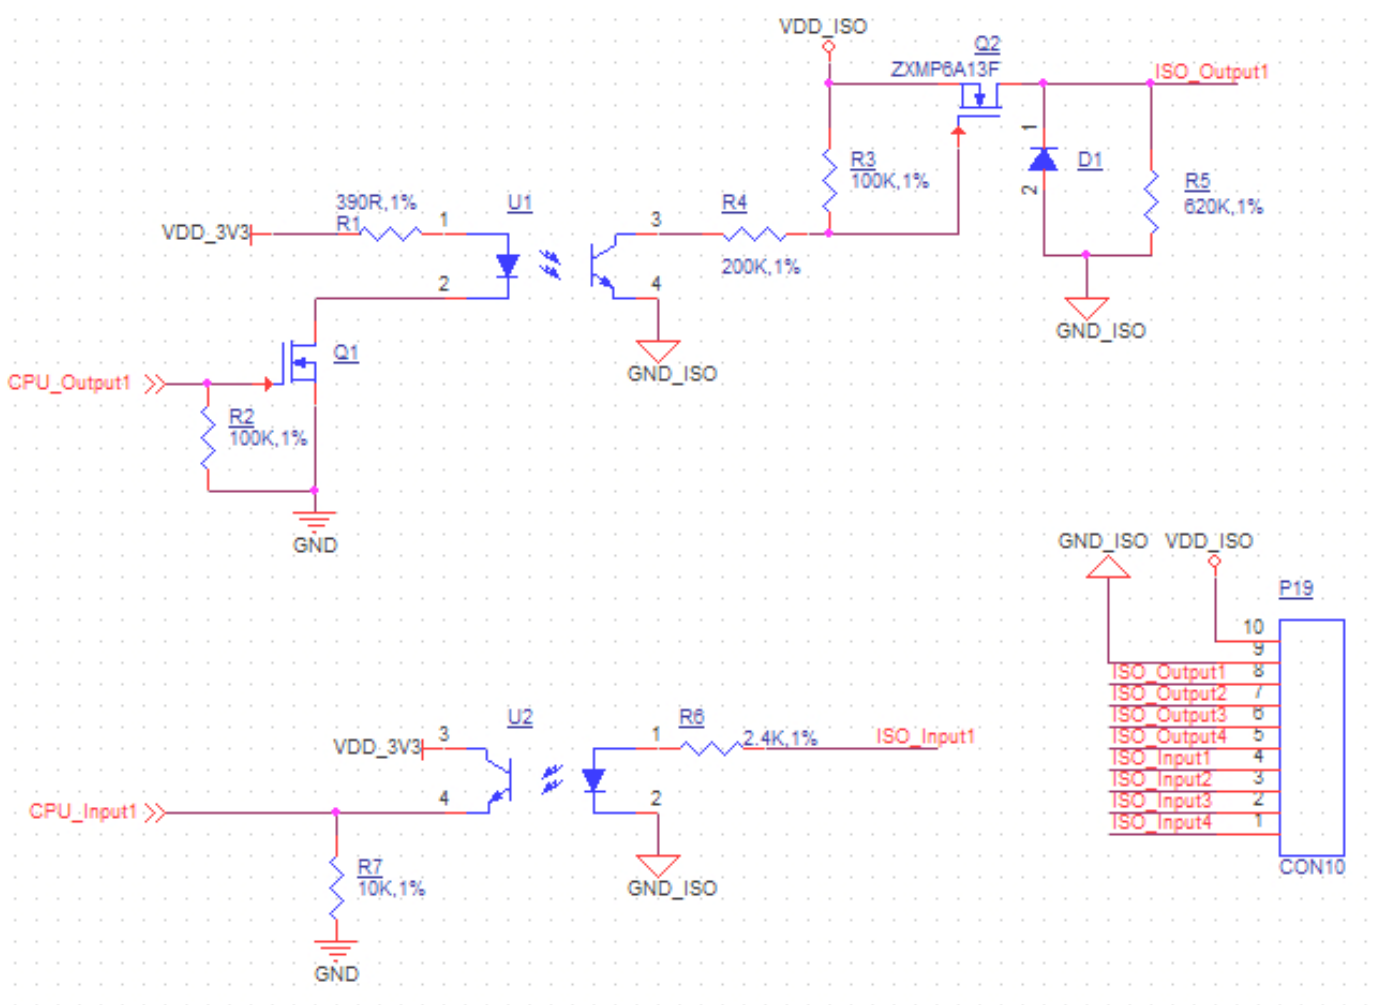 VDD_ISO
Q2
ZXMP6A13F
ISO_Output1
1
D1
2
R3
100K,1%
R5
620K,1%
390R,1%
R1
VDD_3V3
1
U1
3
R4
200K,1%
2
4
GND_ISO
GND_ISO
Q1
CPU_Output1
R2
100K,1%
GND
GND_ISO
VDD_ISO
P19
10
9
ISO_Output1 8
ISO_Output2 7
ISO_Output3 6
ISO_Output4 5
ISO_Input1 4
ISO_Input2 3
ISO_Input3 2
ISO_Input4 1
CON10
U2
VDD_3V3
3
1
R6
2.4K,1%
ISO_Input1
CPU_Input1
4
2
R7
10K,1%
GND_ISO
GND